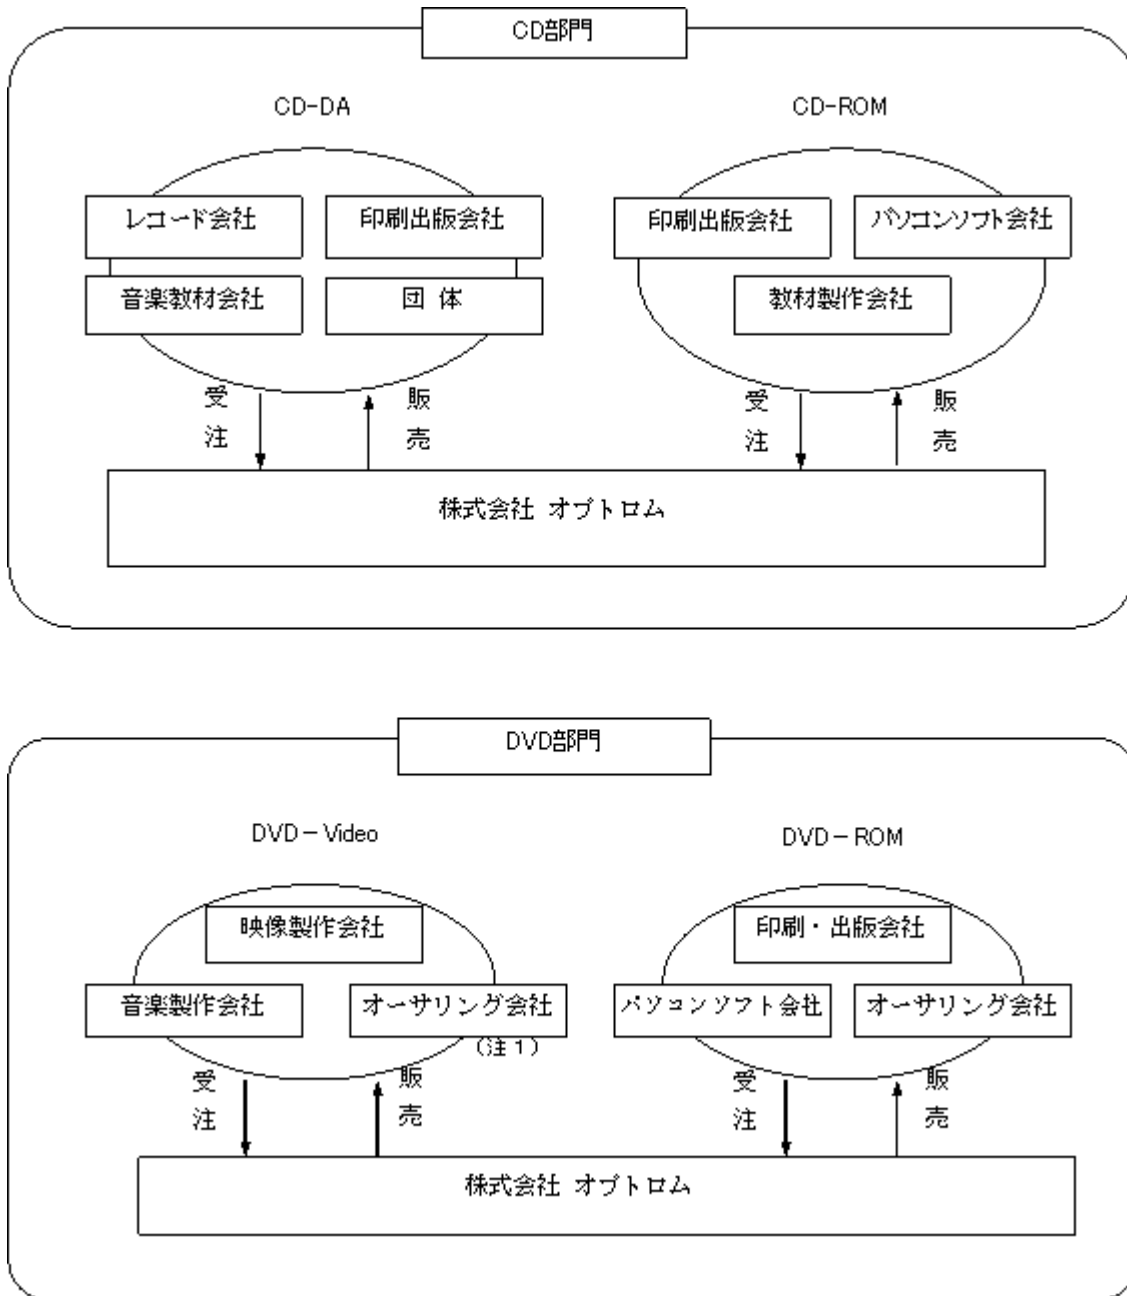 CD部門
CD-DA
CD-ROM
レコード会社
印刷出版会社
音楽教材会社
団 体
印刷出版会社
パソコンソフト会社
教材製作会社
受注
販売
受注
販売
株式会社 オプトロム
DVD部門
DVD－Video
DVD－ROM
映像製作会社
音楽製作会社
オーサリング会社
（注１）
印刷・出版会社
パソコンソフト会社
オーサリング会社
受注
販売
受注
販売
株式会社 オプトロム